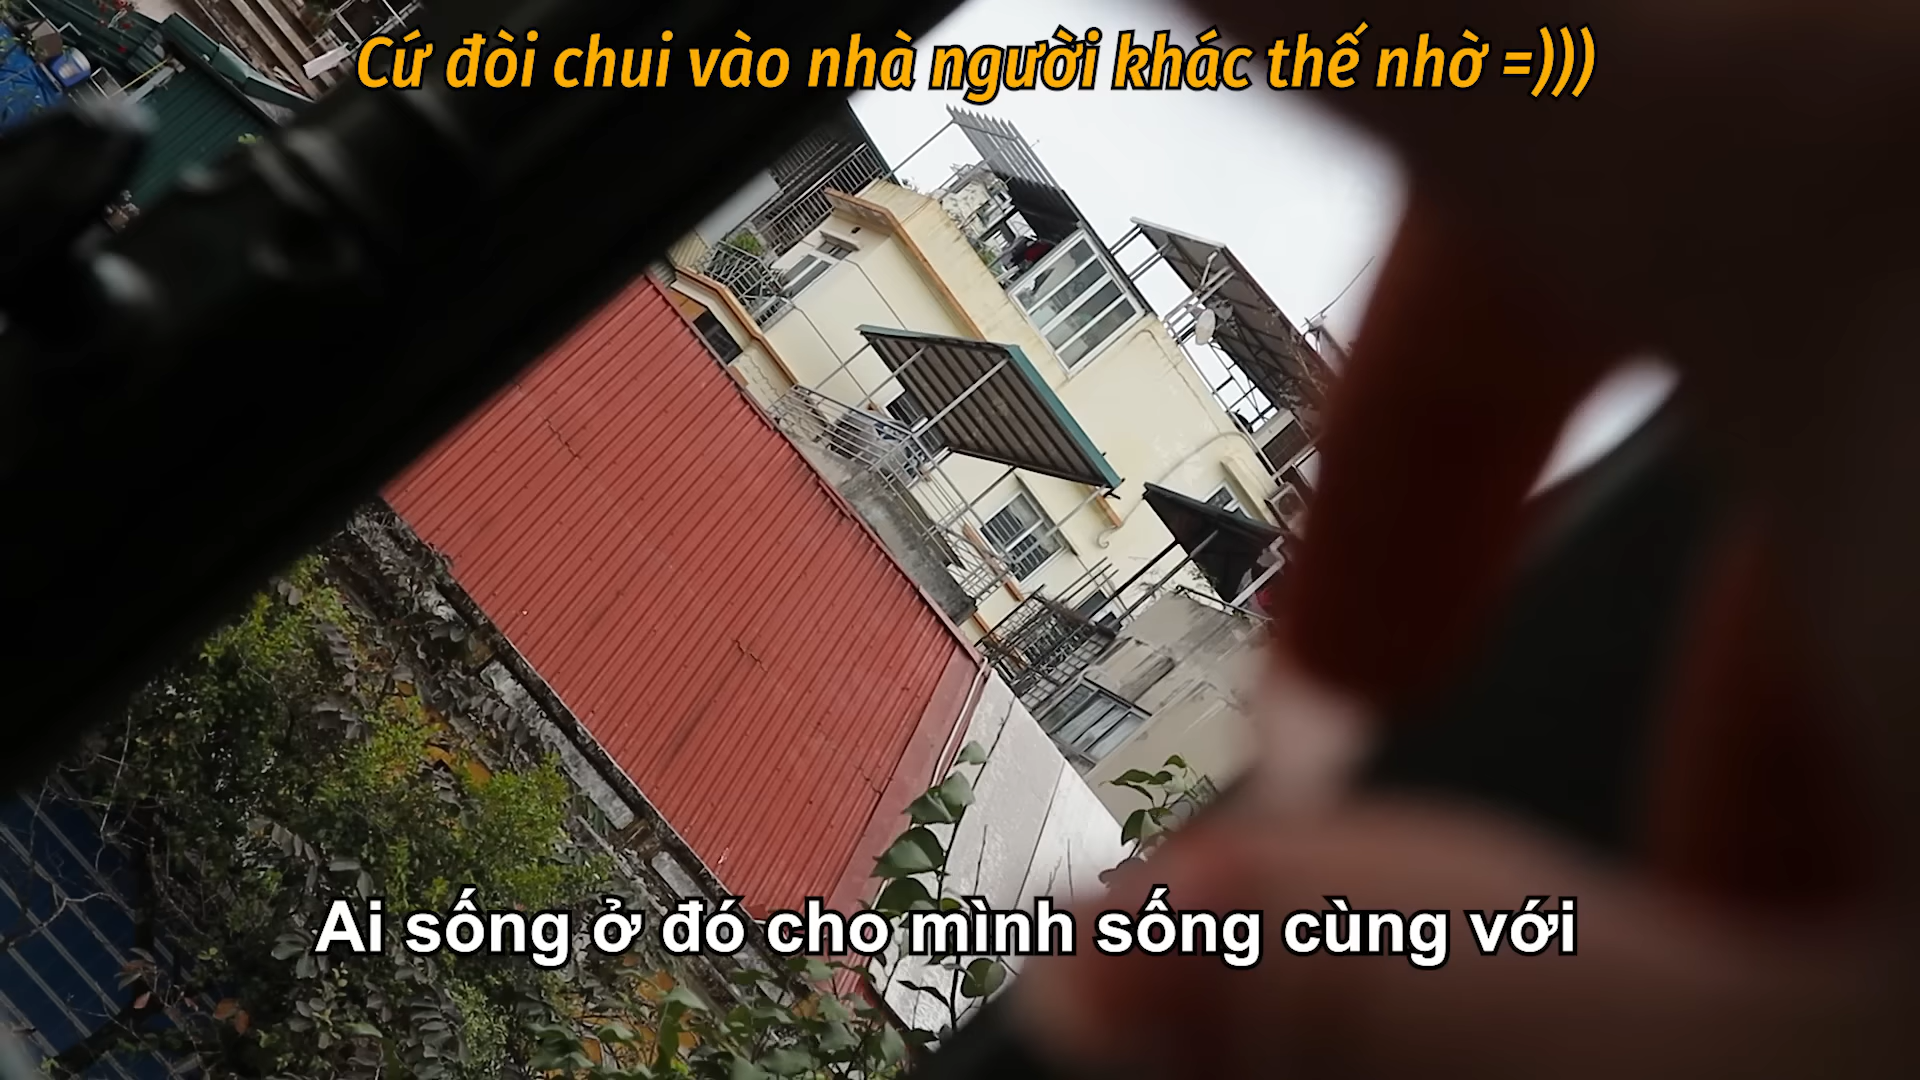 Cứ đòi chui vào nhà người khác thế nhờ =)))
Ai sống ở đó cho mình sống cùng với